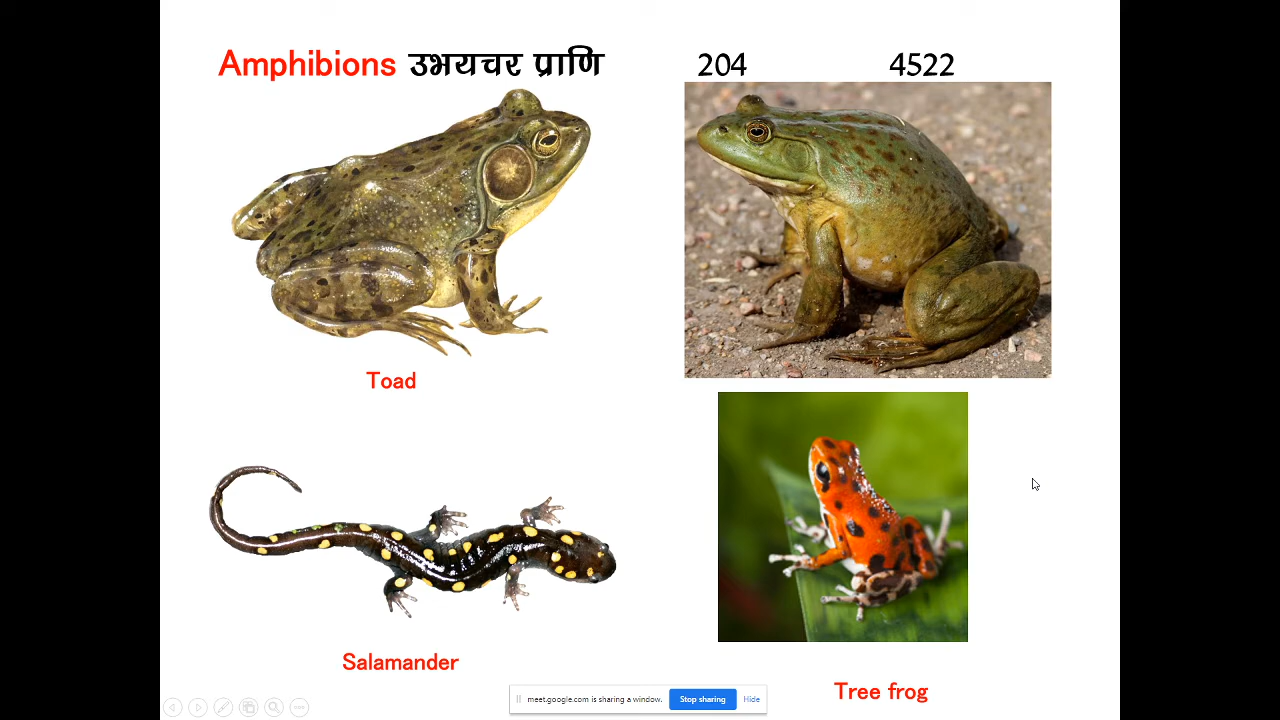 Amphibions उभयचर प्राणि 204 4522
Toad
Salamander
Tree frog
meet.google.com is sharing a window. Stop sharing Hide